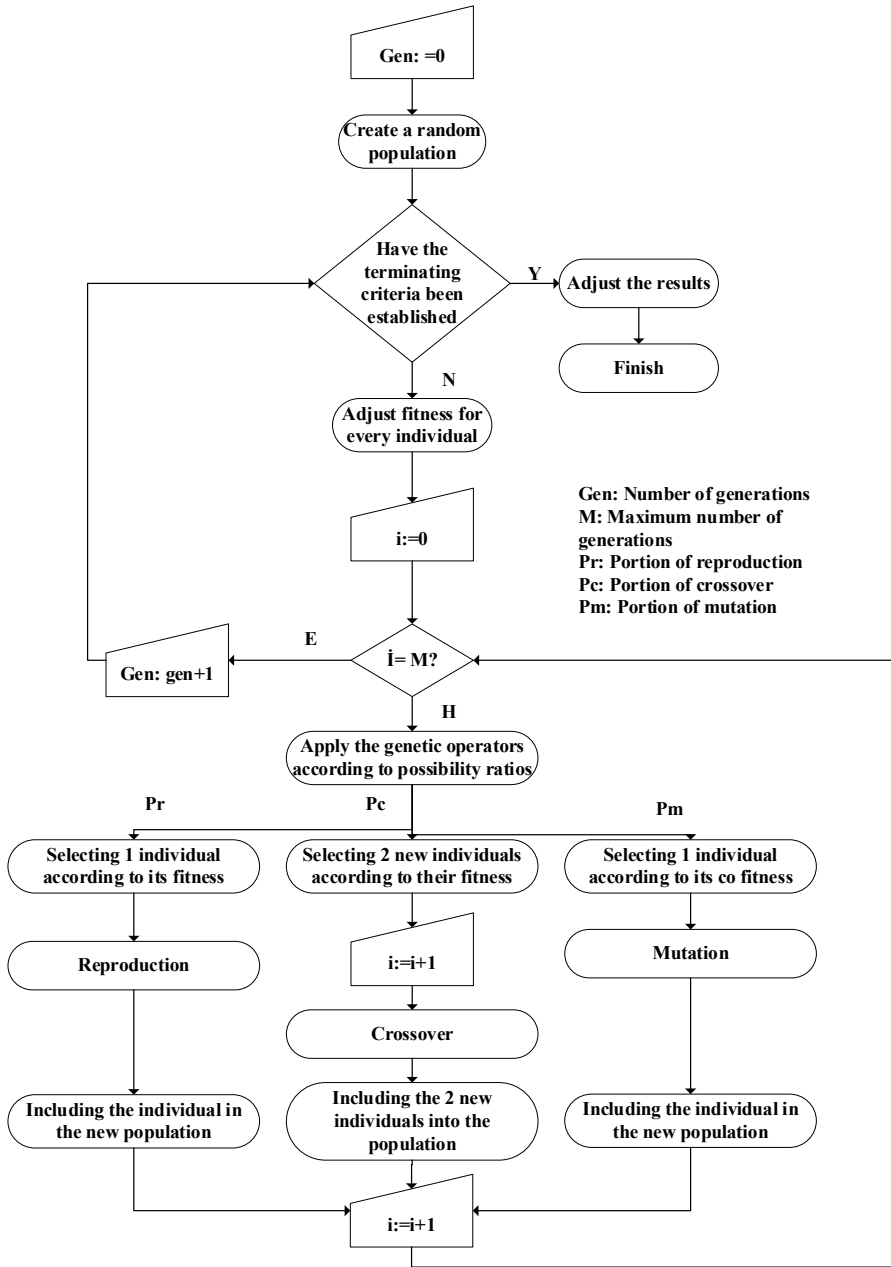 Gen: =0
Create a random
population
Have the
terminating
criteria been
established
Y
Adjust the results
Finish
N
Adjust fitness for
every individual
i:=0
Gen: Number of generations
M: Maximum number of
generations
Pr: Portion of reproduction
Pc: Portion of crossover
Pm: Portion of mutation
E
İ= M?
Gen: gen+1
H
Apply the genetic operators
according to possibility ratios
Pr
Pc
Pm
Selecting 1 individual
according to its fitness
Selecting 2 new individuals
according to their fitness
Selecting 1 individual
according to its co fitness
Reproduction
i:=i+1
Mutation
Crossover
Including the individual in
the new population
Including the 2 new
individuals into the
population
Including the individual in
the new population
i:=i+1